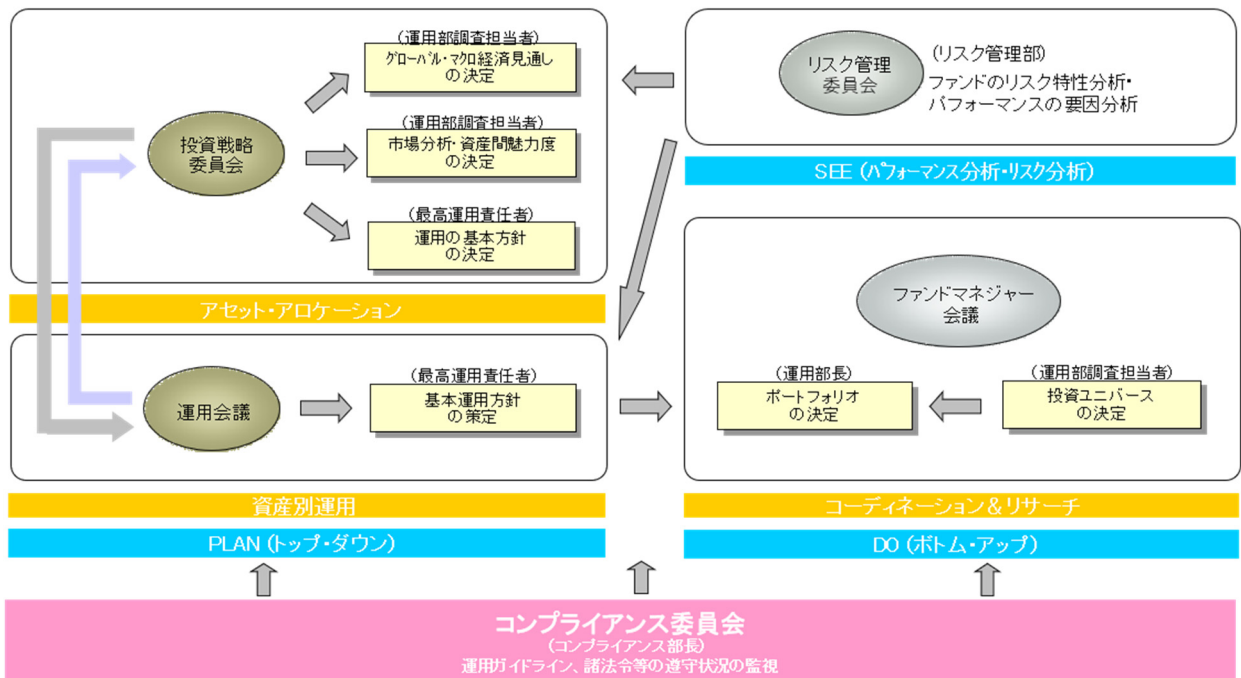 (運用部調査担当者)
グローバル・マクロ経済見通し
の決定
投資戦略
委員会
(運用部調査担当者)
市場分析・資産間魅力度
の決定
(最高運用責任者)
運用の基本方針
の決定
アセット・アロケーション
リスク管理
委員会
(リスク管理部)
ファンドのリスク特性分析・
パフォーマンスの要因分析
SEE (パフォーマンス分析・リスク分析)
運用会議
(最高運用責任者)
基本運用方針
の策定
資産別運用
PLAN (トップ・ダウン)
ファンドマネジャー
会議
(運用部長)
ポートフォリオ
の決定
(運用部調査担当者)
投資ユニバース
の決定
コーディネーション&リサーチ
DO (ボトム・アップ)
コンプライアンス委員会
(コンプライアンス部長)
運用ガイドライン、諸法令等の遵守状況の監視